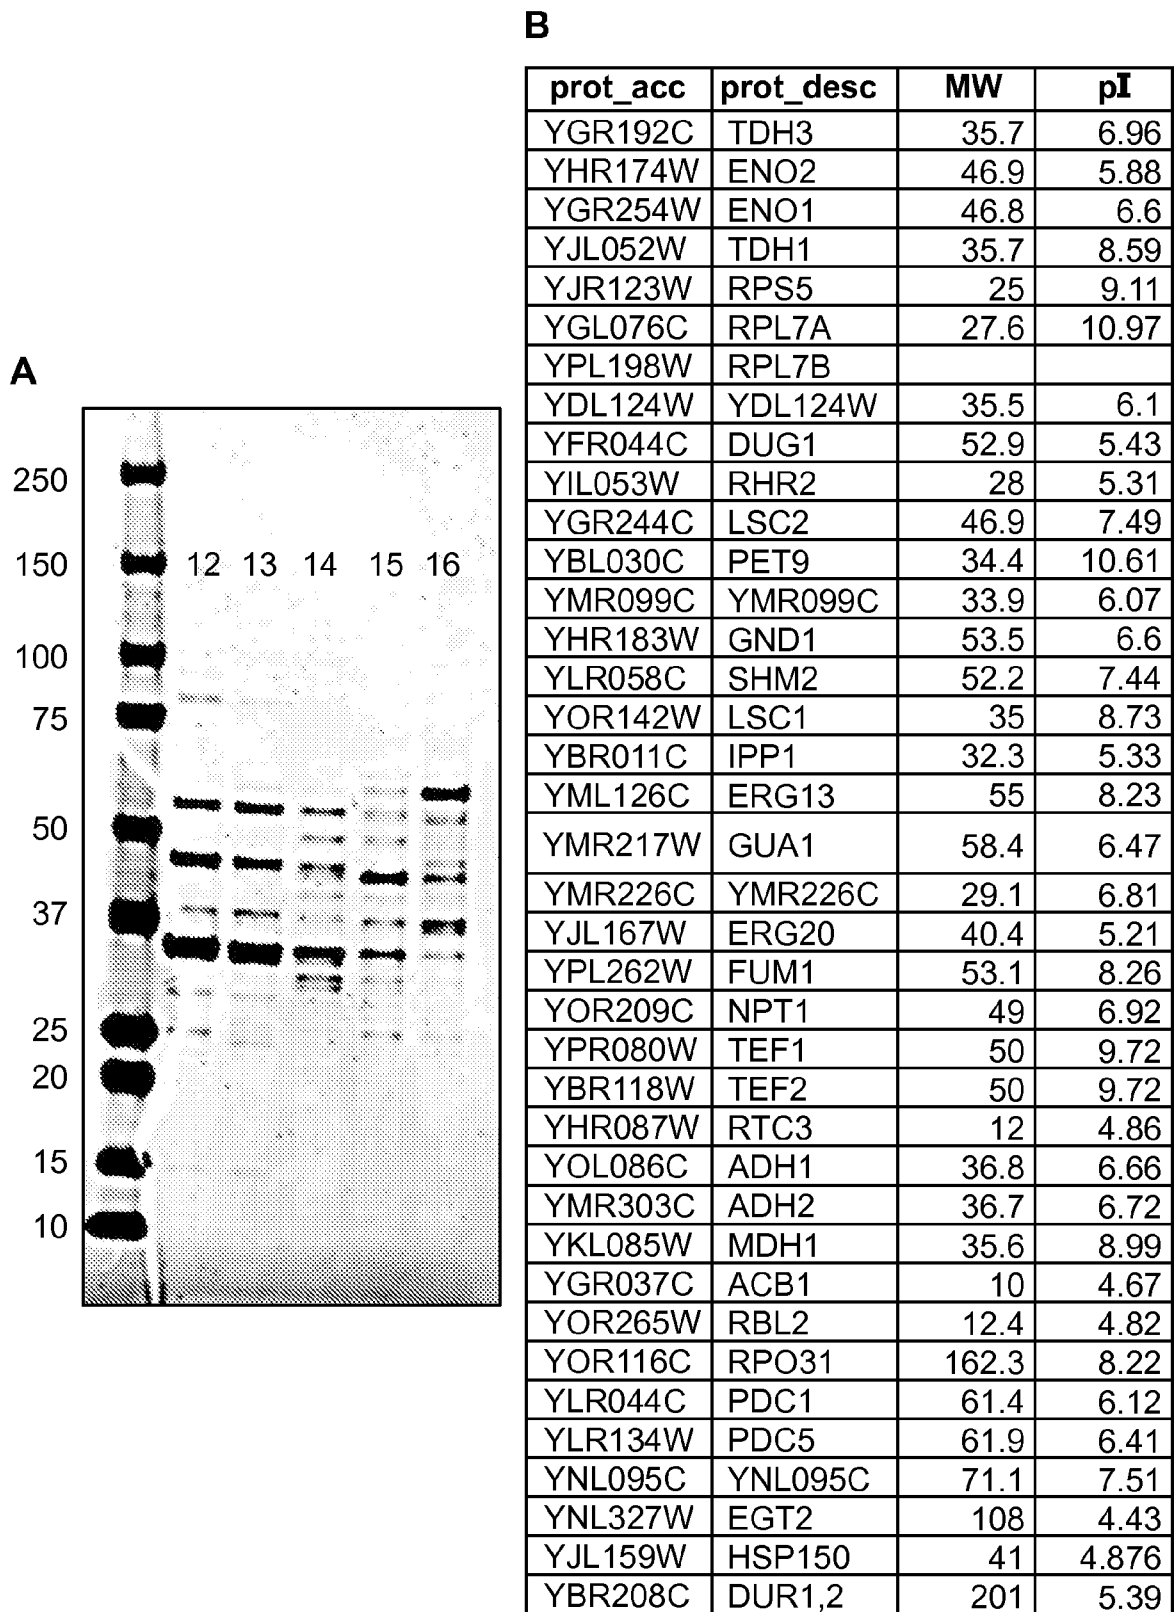 B
prot_acc prot_desc MW pI
YGR192C TDH3 35.7 6.96
YHR174W ENO2 46.9 5.88
YGR254W ENO1 46.8 6.6
YJL052W TDH1 35.7 8.59
YJR123W RPS5 25 9.11
YGL076C RPL7A 27.6 10.97
YPL198W RPL7B
YDL124W YDL124W 35.5 6.1
YFR044C DUG1 52.9 5.43
YIL053W RHR2 28 5.31
YGR244C LSC2 46.9 7.49
YBL030C PET9 34.4 10.61
YMR099C YMR099C 33.9 6.07
YHR183W GND1 53.5 6.6
YLR058C SHM2 52.2 7.44
YOR142W LSC1 35 8.73
YBR011C IPP1 32.3 5.33
YML126C ERG13 55 8.23
YMR217W GUA1 58.4 6.47
YMR226C YMR226C 29.1 6.81
YJL167W ERG20 40.4 5.21
YPL262W FUM1 53.1 8.26
YOR209C NPT1 49 6.92
YPR080W TEF1 50 9.72
YBR118W TEF2 50 9.72
YHR087W RTC3 12 4.86
YOL086C ADH1 36.8 6.66
YMR303C ADH2 36.7 6.72
YKL085W MDH1 35.6 8.99
YGR037C ACB1 10 4.67
YOR265W RBL2 12.4 4.82
YOR116C RPO31 162.3 8.22
YLR044C PDC1 61.4 6.12
YLR134W PDC5 61.9 6.41
YNL095C YNL095C 71.1 7.51
YNL327W EGT2 108 4.43
YJL159W HSP150 41 4.876
YBR208C DUR1,2 201 5.39
A
250
150 12 13 14 15 16
100
75
50
37
25
20
15
10